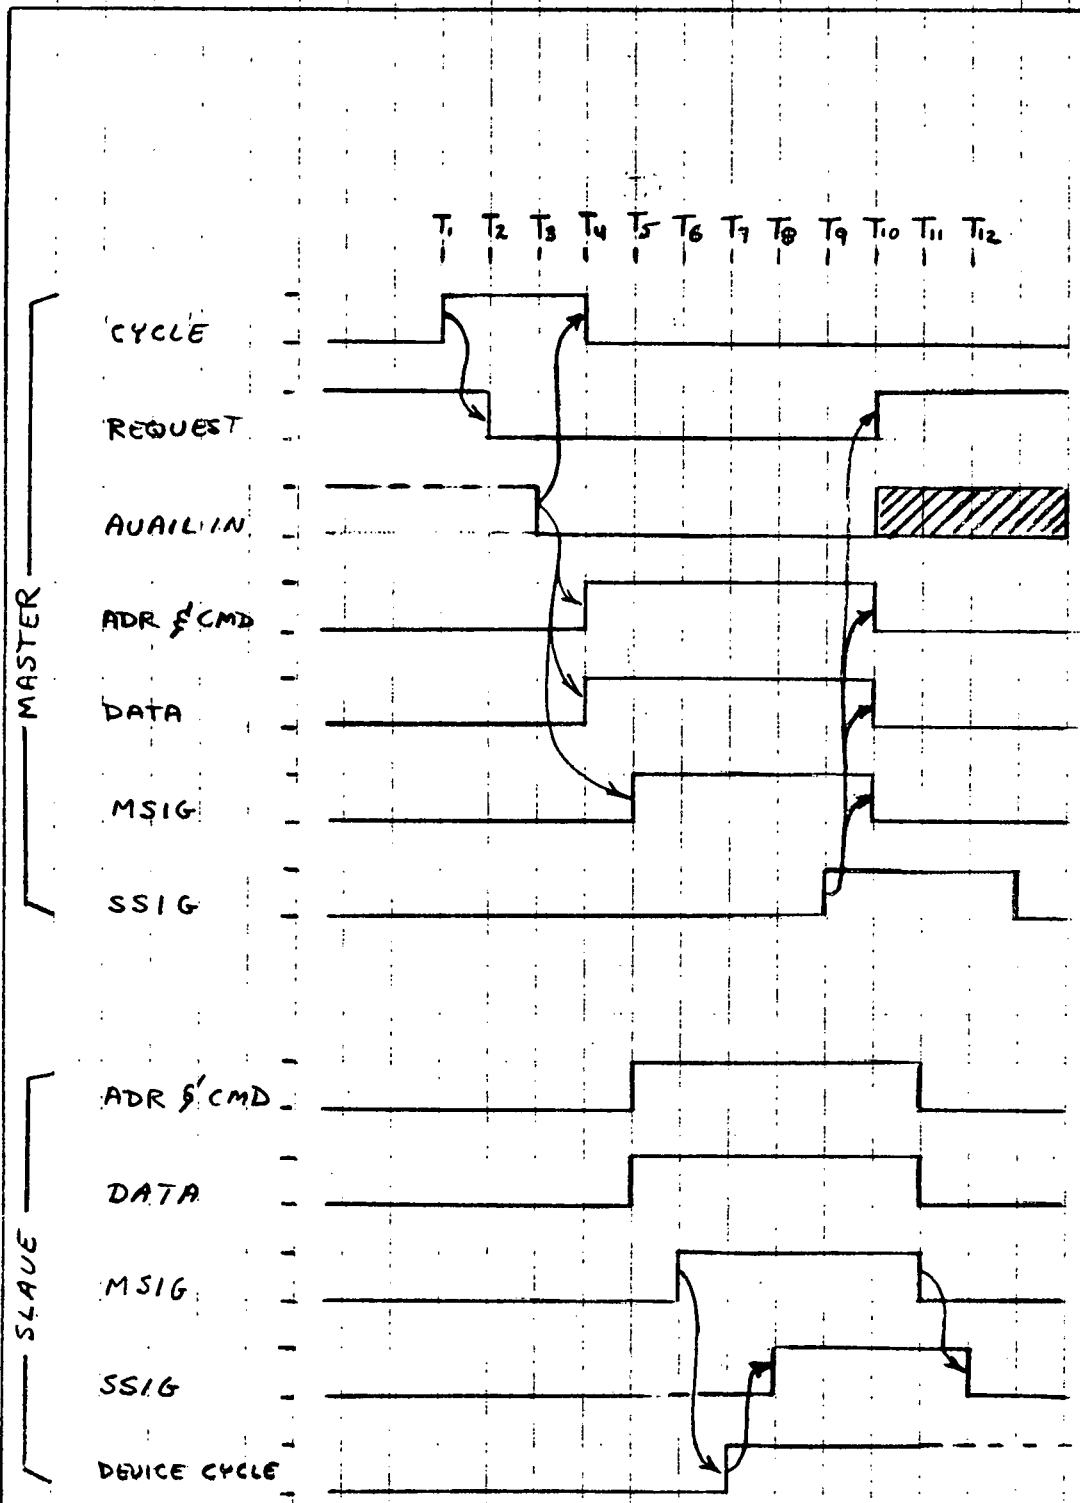 T1 T2 T3 T4 T5 T6 T7 T8 T9 T10 T11 T12
MASTER
CYCLE
REQUEST
AVAIL IN
ADR & CMD
DATA
MSIG
SSIG
SLAVE
ADR & CMD
DATA
MSIG
SSIG
DEVICE CYCLE